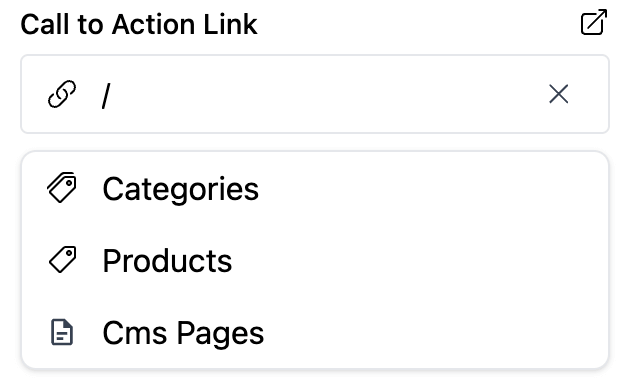 Call to Action Link
/
Categories
Products
Cms Pages